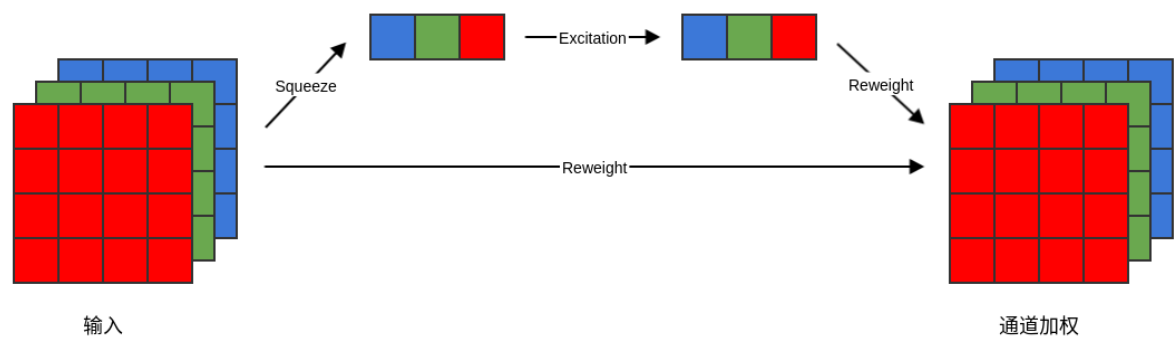 Excitation
Squeeze
Reweight
Reweight
输入
通道加权